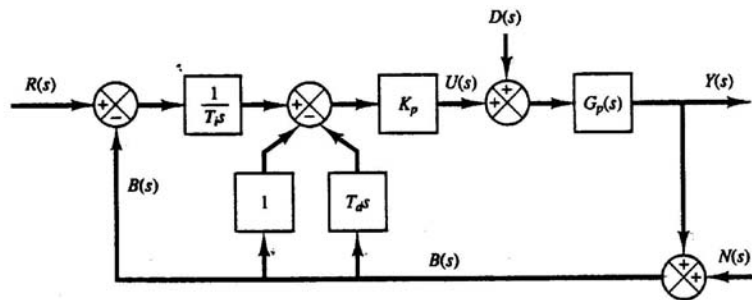 D(s)
R(s)
+
−
1
T_i s
+
−
K_p
U(s)
+
+
G_p(s)
Y(s)
B(s)
1
T_d s
B(s)
+
+
N(s)